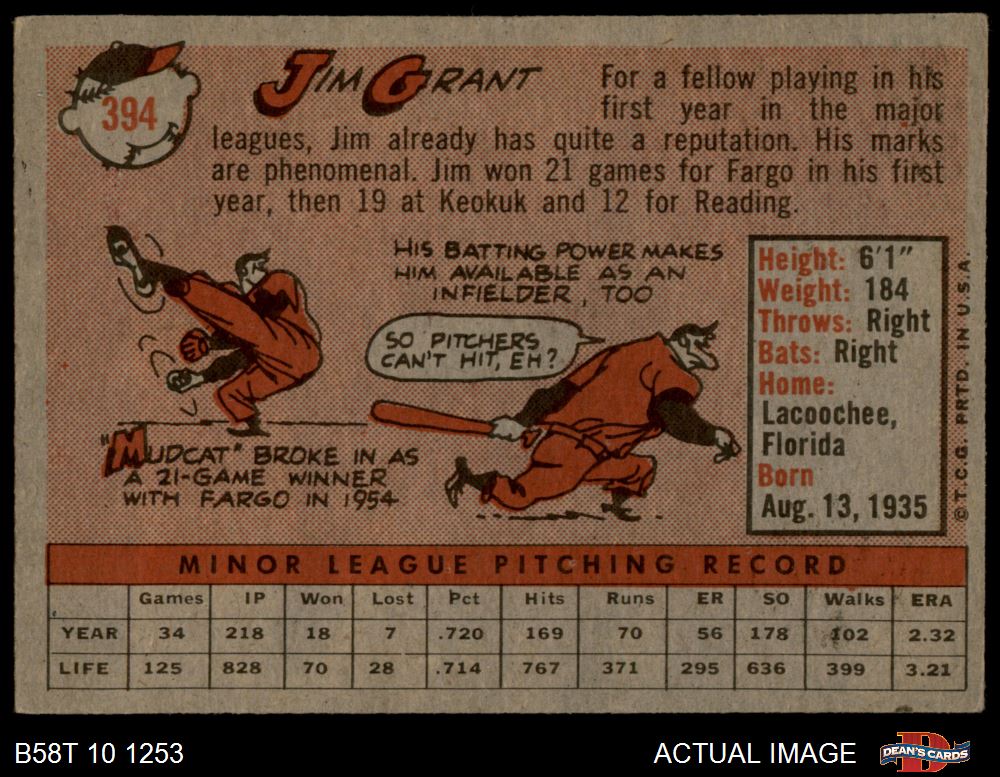 394
JIM GRANT
For a fellow playing in his
first year in the major
leagues, Jim already has quite a reputation. His marks
are phenomenal. Jim won 21 games for Fargo in his first
year, then 19 at Keokuk and 12 for Reading.
HIS BATTING POWER MAKES
HIM AVAILABLE AS AN
INFIELDER, TOO
SO PITCHERS
CAN'T HIT, EH?
"MUDCAT" BROKE IN AS
A 21-GAME WINNER
WITH FARGO IN 1954
Height: 6'1"
Weight: 184
Throws: Right
Bats: Right
Home:
Lacoochee,
Florida
Born
Aug. 13, 1935
© T.C.G. PRTD. IN U.S.A.
MINOR LEAGUE PITCHING RECORD
Games IP Won Lost Pct Hits Runs ER SO Walks ERA
YEAR 34 218 18 7 .720 169 70 56 178 102 2.32
LIFE 125 828 70 28 .714 767 371 295 636 399 3.21
B58T 10 1253
ACTUAL IMAGE
DEAN'S CARDS